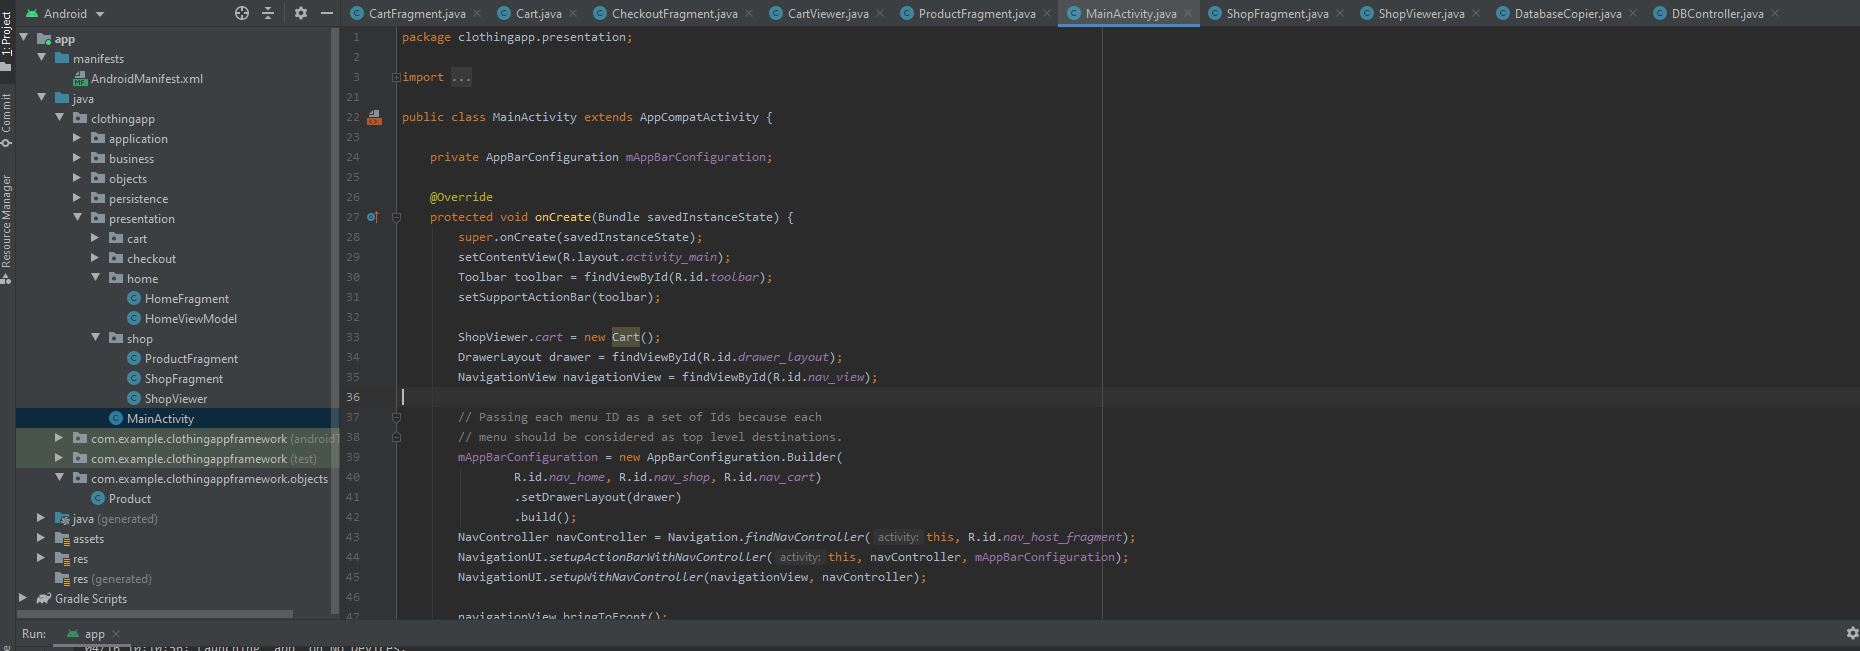 Android
CartFragment.java
Cart.java
CheckoutFragment.java
CartViewer.java
ProductFragment.java
MainActivity.java
ShopFragment.java
ShopViewer.java
DatabaseCopier.java
DBController.java
1: Project
Commit
Resource Manager
app
manifests
AndroidManifest.xml
java
clothingapp
application
business
objects
persistence
presentation
cart
checkout
home
HomeFragment
HomeViewModel
shop
ProductFragment
ShopFragment
ShopViewer
MainActivity
com.example.clothingappframework
com.example.clothingappframework (test)
com.example.clothingappframework.objects
Product
java (generated)
assets
res
res (generated)
Gradle Scripts
1 package clothingapp.presentation;
2
3 import ...
21
22 public class MainActivity extends AppCompatActivity {
23
24 private AppBarConfiguration mAppBarConfiguration;
25
26 @Override
27 protected void onCreate(Bundle savedInstanceState) {
28 super.onCreate(savedInstanceState);
29 setContentView(R.layout.activity_main);
30 Toolbar toolbar = findViewById(R.id.toolbar);
31 setSupportActionBar(toolbar);
32
33 ShopViewer.cart = new Cart();
34 DrawerLayout drawer = findViewById(R.id.drawer_layout);
35 NavigationView navigationView = findViewById(R.id.nav_view);
36
37 // Passing each menu ID as a set of Ids because each
38 // menu should be considered as top level destinations.
39 mAppBarConfiguration = new AppBarConfiguration.Builder(
40 R.id.nav_home, R.id.nav_shop, R.id.nav_cart)
41 .setDrawerLayout(drawer)
42 .build();
43 NavController navController = Navigation.findNavController( activity: this, R.id.nav_host_fragment);
44 NavigationUI.setupActionBarWithNavController( activity: this, navController, mAppBarConfiguration);
45 NavigationUI.setupWithNavController(navigationView, navController);
46
47 navigationView.bringToFront();
Run: app